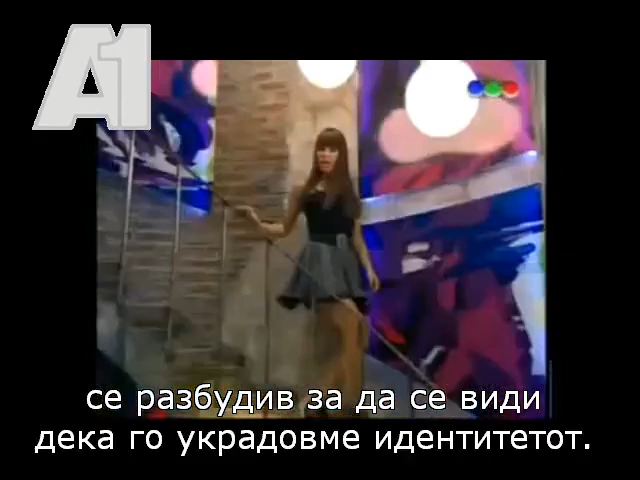 A1
се разбудив за да се види
дека го украдовме идентитетот.